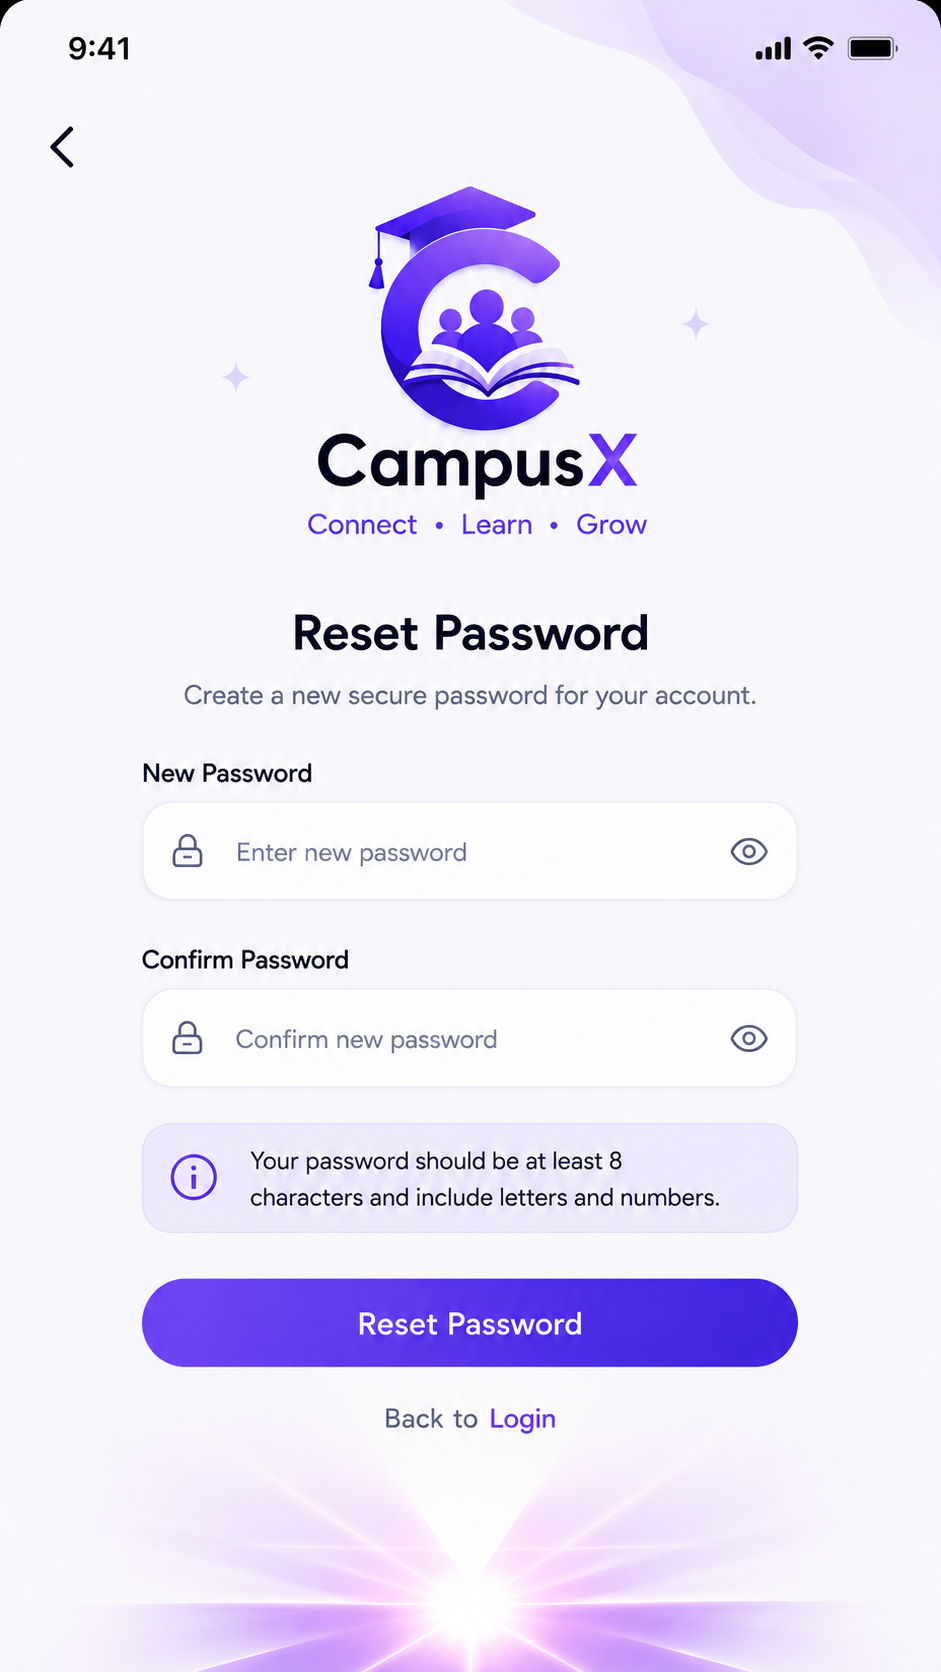 9:41
CampusX
Connect • Learn • Grow
Reset Password
Create a new secure password for your account.
New Password
Enter new password
Confirm Password
Confirm new password
Your password should be at least 8
characters and include letters and numbers.
Reset Password
Back to Login